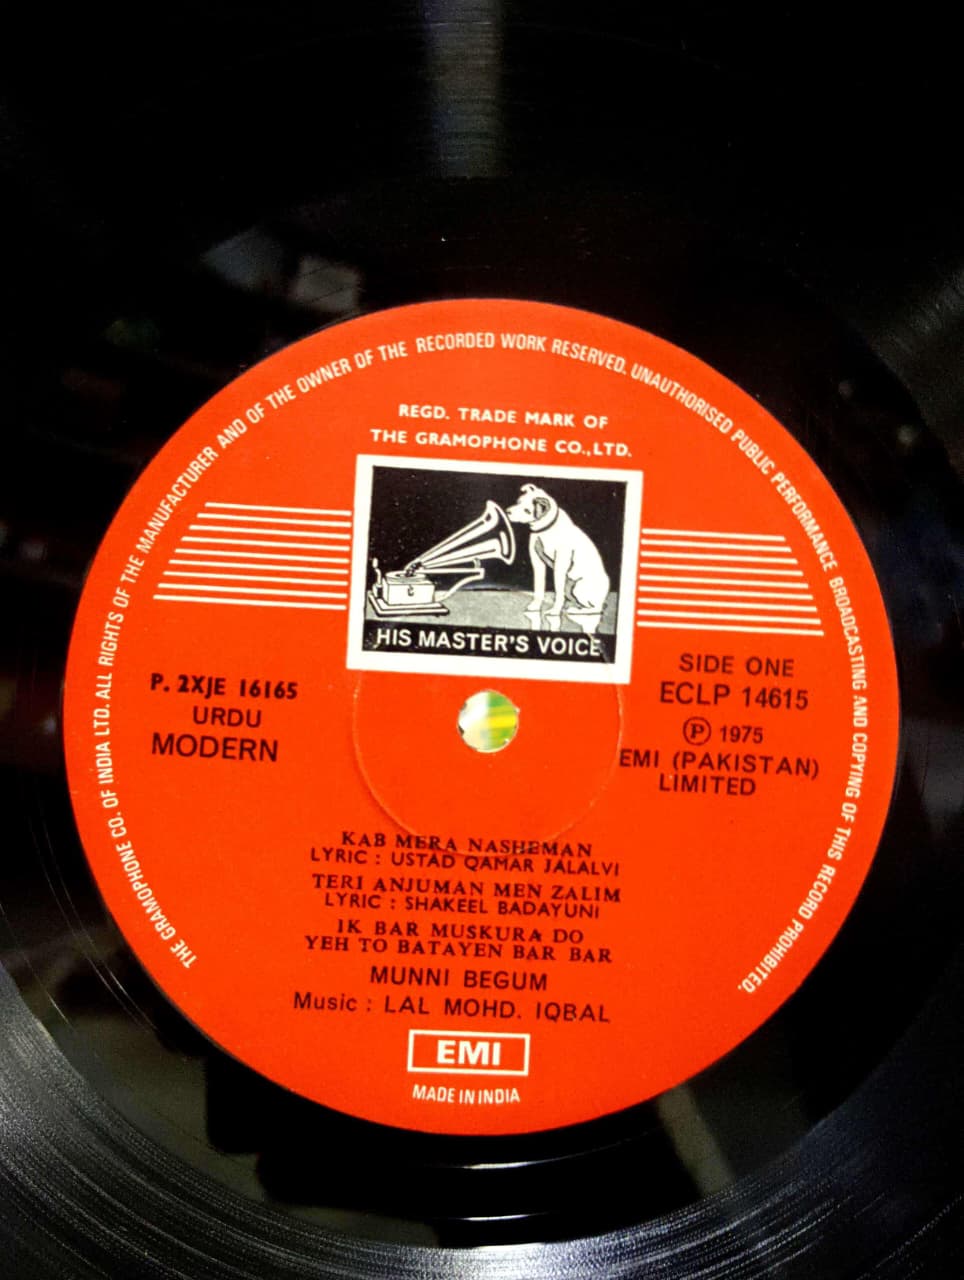 THE GRAMOPHONE CO. OF INDIA LTD. ALL RIGHTS OF THE MANUFACTURER AND OF THE OWNER OF THE RECORDED WORK RESERVED. UNAUTHORISED PUBLIC PERFORMANCE BROADCASTING AND COPYING OF THIS RECORD PROHIBITED.
REGD. TRADE MARK OF
THE GRAMOPHONE CO.,LTD.
HIS MASTER'S VOICE
P. 2XJE 16165
URDU
MODERN
SIDE ONE
ECLP 14615
Ⓟ 1975
EMI (PAKISTAN)
LIMITED
KAB MERA NASHEMAN
LYRIC : USTAD QAMAR JALALVI
TERI ANJUMAN MEN ZALIM
LYRIC : SHAKEEL BADAYUNI
IK BAR MUSKURA DO
YEH TO BATAYEN BAR BAR
MUNNI BEGUM
Music : LAL MOHD. IQBAL
EMI
MADE IN INDIA